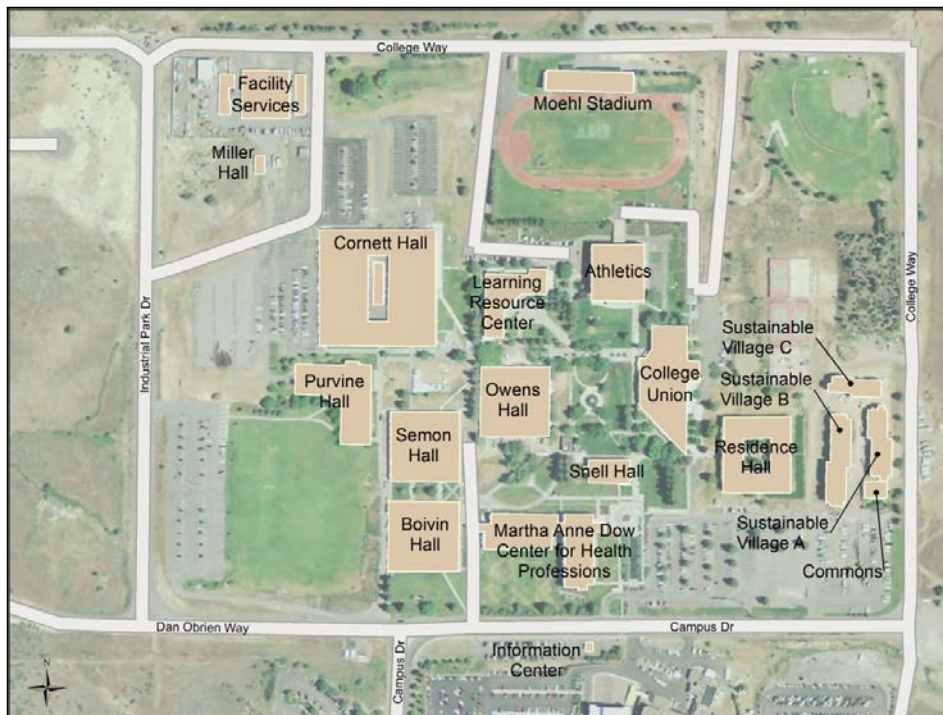 College Way
Facility
Services
Moehl Stadium
Miller
Hall
Cornett Hall
Athletics
Learning
Resource
Center
Industrial Park Dr
College Way
Sustainable
Village C
Purvine
Hall
Owens
Hall
College
Union
Sustainable
Village B
Semon
Hall
Residence
Hall
Snell Hall
Boivin
Hall
Martha Anne Dow
Center for Health
Professions
Sustainable
Village A
Commons
Dan Obrien Way
Campus Dr
Campus Dr
Information
Center
N